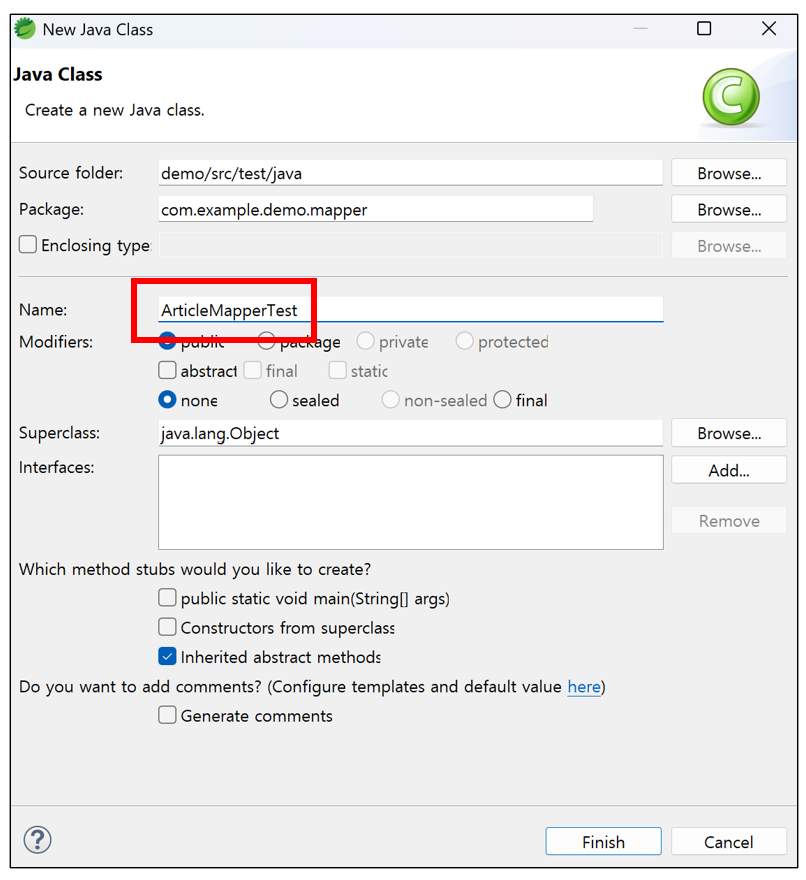 New Java Class
Java Class
Create a new Java class.
Source folder: demo/src/test/java Browse...
Package: com.example.demo.mapper Browse...
Enclosing type: Browse...
Name: ArticleMapperTest
Modifiers: public package private protected
abstract final static
none sealed non-sealed final
Superclass: java.lang.Object Browse...
Interfaces: Add...
Remove
Which method stubs would you like to create?
public static void main(String[] args)
Constructors from superclass
Inherited abstract methods
Do you want to add comments? (Configure templates and default value here)
Generate comments
? Finish Cancel